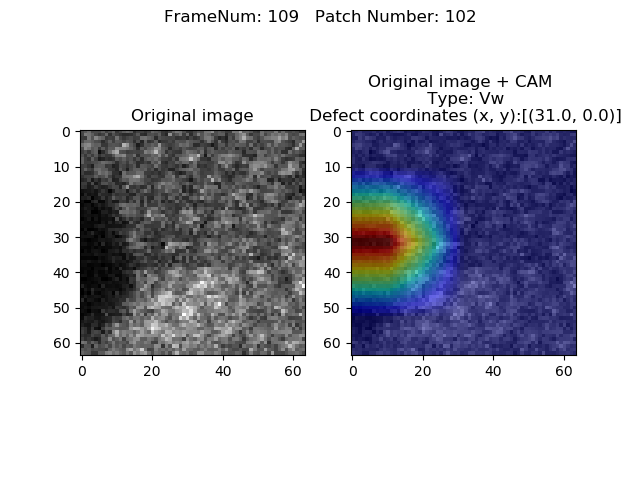 FrameNum: 109   Patch Number: 102
Original image
Original image + CAM
Type: Vw
Defect coordinates (x, y):[(31.0, 0.0)]
0
10
20
30
40
50
60
0 20 40 60
0
10
20
30
40
50
60
0 20 40 60